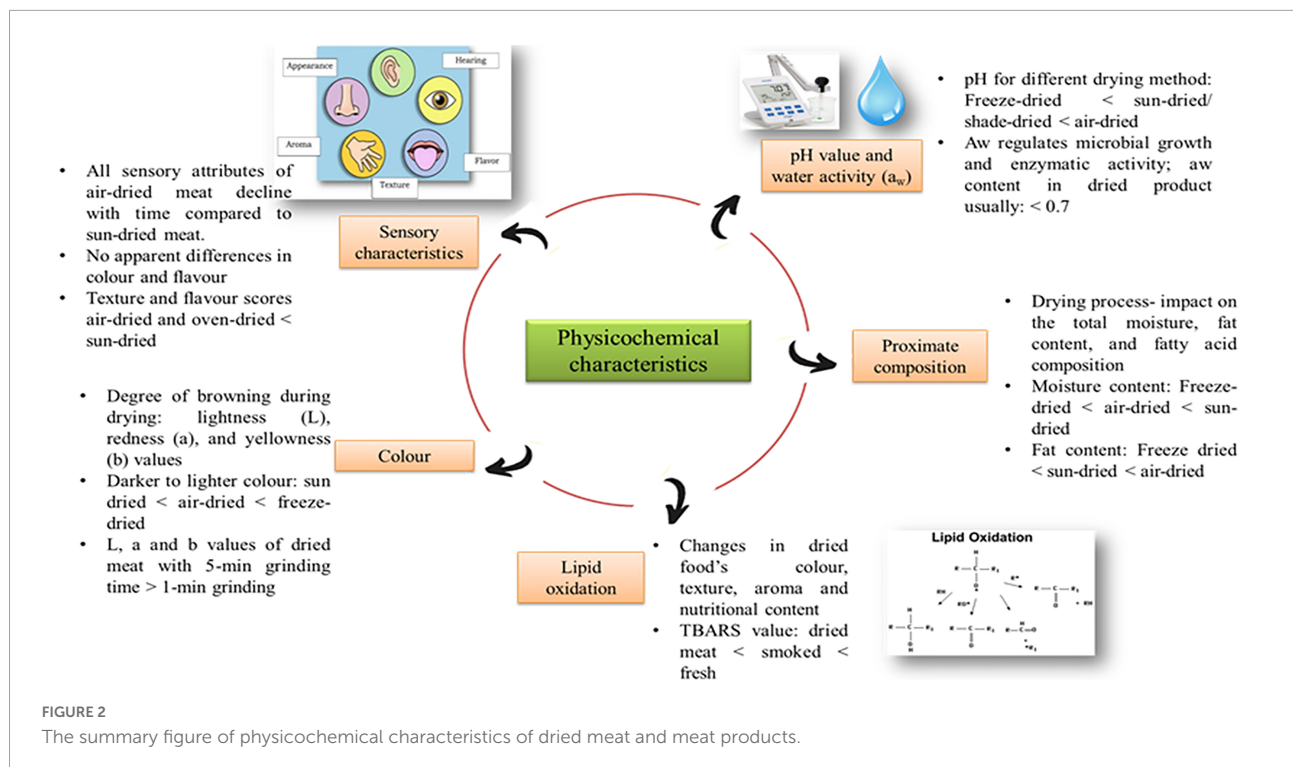 Appearance
Hearing
Aroma
Flavor
Texture
Sensory
characteristics
• All sensory attributes of
air-dried meat decline
with time compared to
sun-dried meat.
• No apparent differences in
colour and flavour
• Texture and flavour scores
air-dried and oven-dried <
sun-dried
pH value and
water activity (aw)
• pH for different drying method:
Freeze-dried < sun-dried/
shade-dried < air-dried
• Aw regulates microbial growth
and enzymatic activity; aw
content in dried product
usually: < 0.7
Physicochemical
characteristics
Proximate
composition
• Drying process- impact on
the total moisture, fat
content, and fatty acid
composition
• Moisture content: Freeze-
dried < air-dried < sun-
dried
• Fat content: Freeze dried
< sun-dried < air-dried
Colour
• Degree of browning during
drying: lightness (L),
redness (a), and yellowness
(b) values
• Darker to lighter colour: sun
dried < air-dried < freeze-
dried
• L, a and b values of dried
meat with 5-min grinding
time > 1-min grinding
Lipid
oxidation
• Changes in dried
food's colour,
texture, aroma and
nutritional content
• TBARS value: dried
meat < smoked <
fresh
Lipid Oxidation
FIGURE 2
The summary figure of physicochemical characteristics of dried meat and meat products.